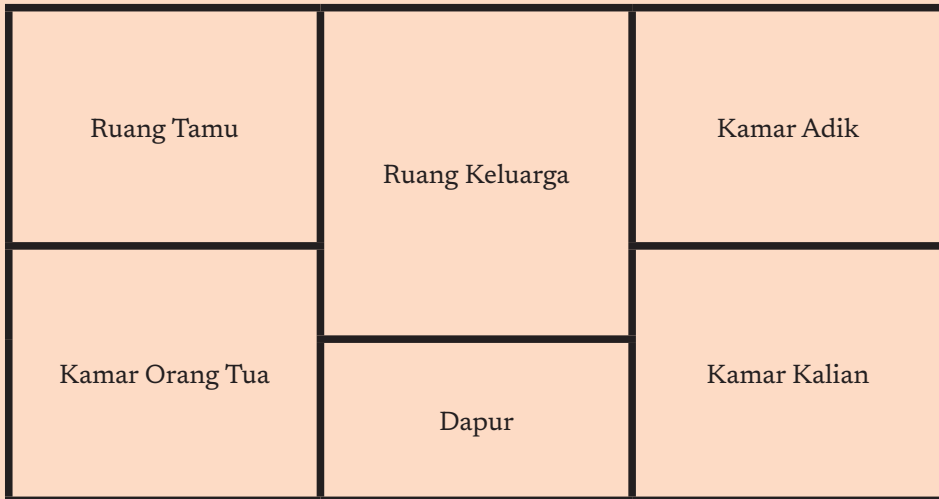 Ruang Tamu
Ruang Keluarga
Kamar Adik
Kamar Orang Tua
Dapur
Kamar Kalian